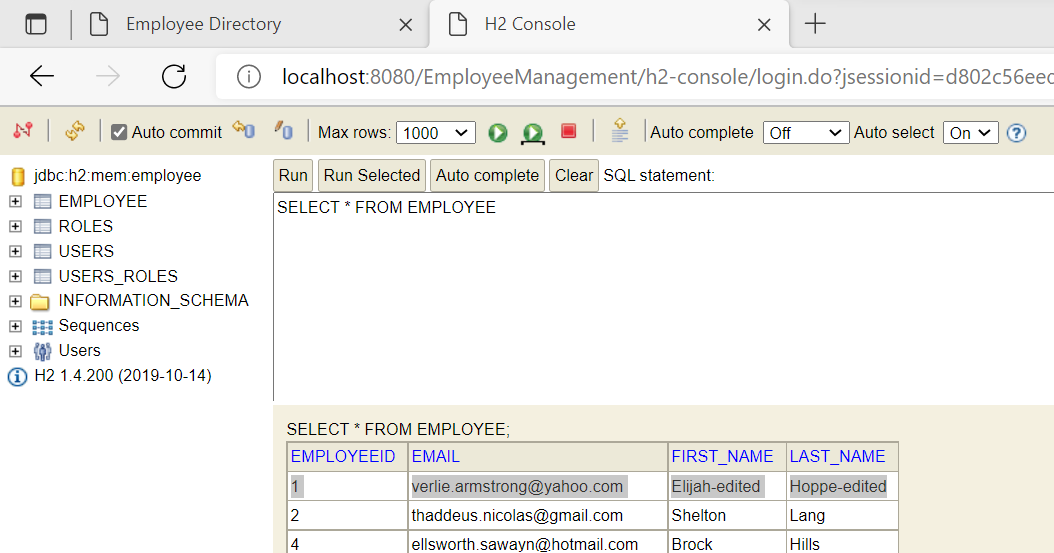 Employee Directory
H2 Console
localhost:8080/EmployeeManagement/h2-console/login.do?jsessionid=d802c56eec
Auto commit Max rows: 1000 Auto complete Off Auto select On
jdbc:h2:mem:employee
EMPLOYEE
ROLES
USERS
USERS_ROLES
INFORMATION_SCHEMA
Sequences
Users
H2 1.4.200 (2019-10-14)
Run Run Selected Auto complete Clear SQL statement:
SELECT * FROM EMPLOYEE
SELECT * FROM EMPLOYEE;
EMPLOYEEID EMAIL FIRST_NAME LAST_NAME
1 verlie.armstrong@yahoo.com Elijah-edited Hoppe-edited
2 thaddeus.nicolas@gmail.com Shelton Lang
4 ellsworth.sawayn@hotmail.com Brock Hills